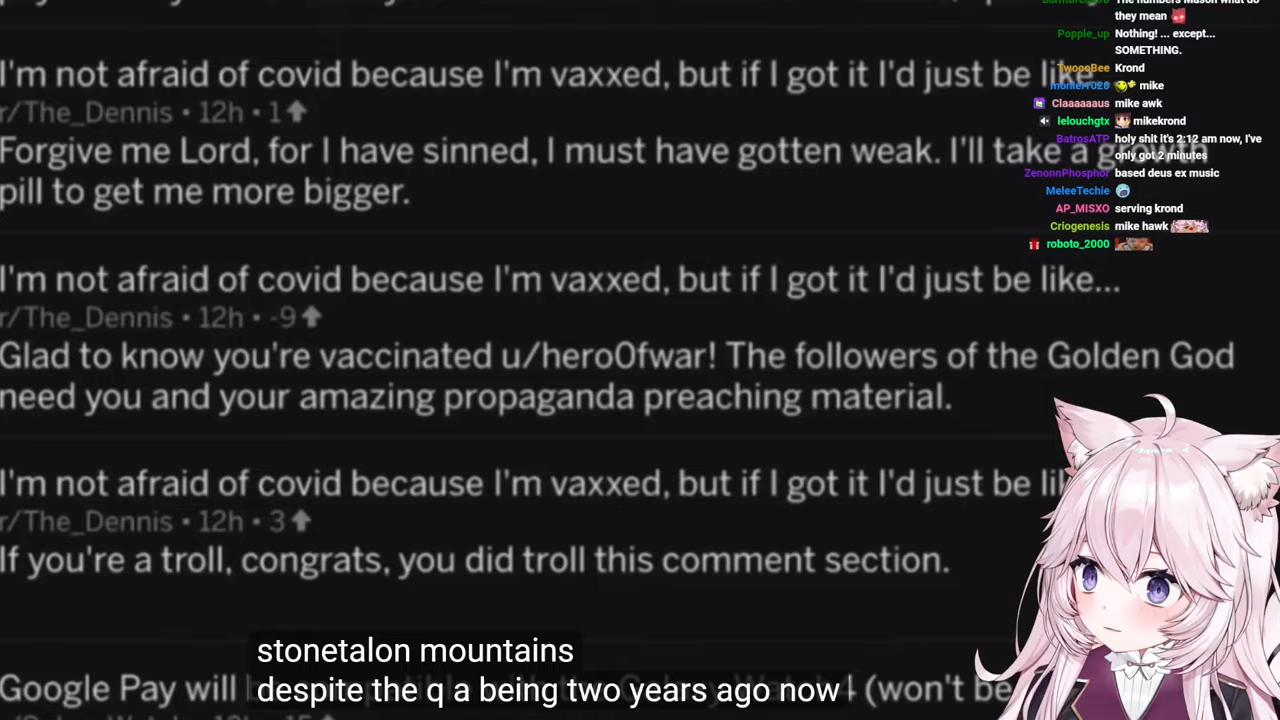 I'm not afraid of covid because I'm vaxxed, but if I got it I'd just be like
r/The_Dennis • 12h • 1
Forgive me Lord, for I have sinned, I must have gotten weak. I'll take a growth
pill to get me more bigger.
I'm not afraid of covid because I'm vaxxed, but if I got it I'd just be like...
r/The_Dennis • 12h • -9
Glad to know you're vaccinated u/hero0fwar! The followers of the Golden God
need you and your amazing propaganda preaching material.
I'm not afraid of covid because I'm vaxxed, but if I got it I'd just be li
r/The_Dennis • 12h • 3
If you're a troll, congrats, you did troll this comment section.
Google Pay will (won't be
stonetalon mountains
despite the q a being two years ago now
The numbers Mason what do
they mean
Popple_up Nothing! ... except...
SOMETHING.
TwoooBee Krond
mike
Claaaaaus mike awk
lelouchgtx mikekrond
BatrosATP holy shit it's 2:12 am now, I've
only got 2 minutes
ZenonnPhosphor based deus ex music
MeleeTechie
AP_MISXO serving krond
Criogenesis mike hawk
roboto_2000